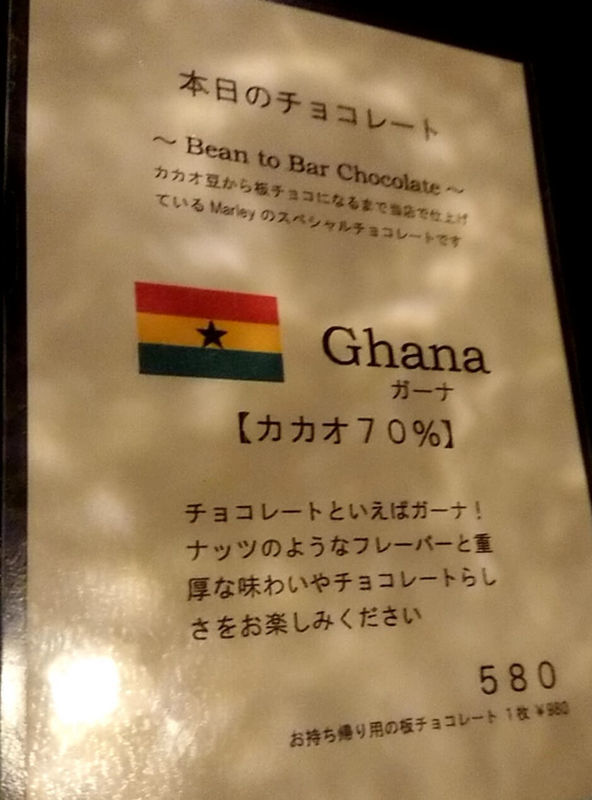 本日のチョコレート
～ Bean to Bar Chocolate ～
カカオ豆から板チョコになるまで当店で仕上げ
ている Marley のスペシャルチョコレートです
Ghana
ガーナ
【カカオ７０％】
チョコレートといえばガーナ！
ナッツのようなフレーバーと重
厚な味わいやチョコレートらし
さをお楽しみください
５８０
お持ち帰り用の板チョコレート １枚 ￥980